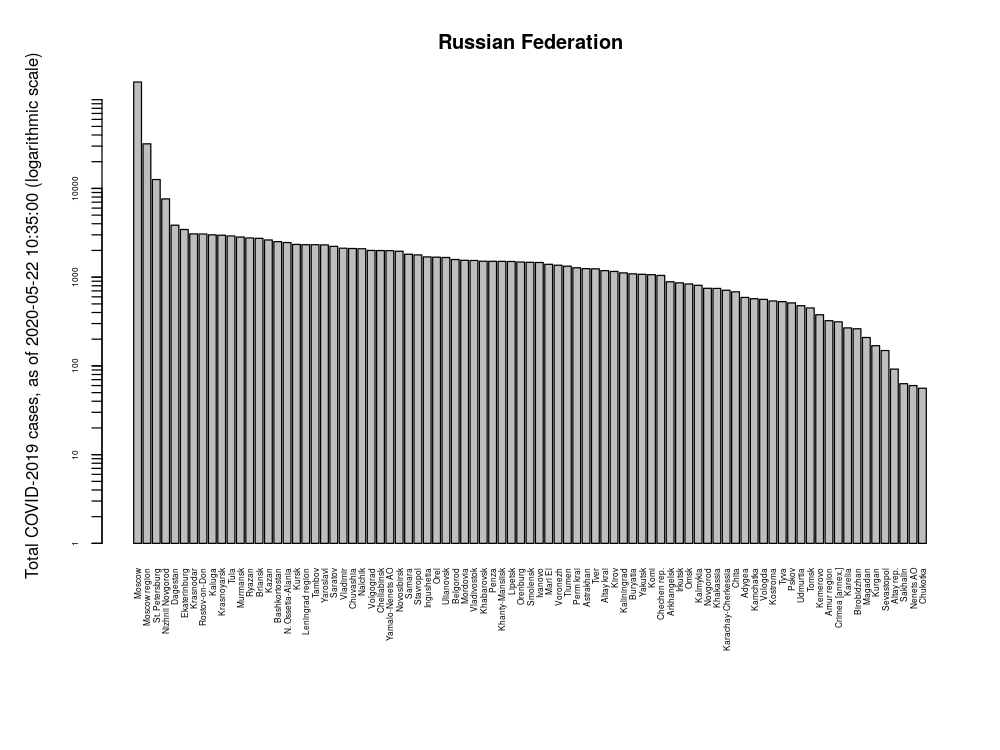 Russian Federation
Total COVID-2019 cases, as of 2020-05-22 10:35:00 (logarithmic scale)
10000
1000
100
10
1
Moscow
Moscow region
St. Petersburg
Nizhnii Novgorod
Dagestan
Ekaterinburg
Krasnodar
Rostov-on-Don
Kaluga
Krasnoyarsk
Tula
Murmansk
Ryazan
Briansk
Kazan
Bashkortostan
N.Ossetia-Alania
Kursk
Leningrad region
Tambov
Yaroslavl
Saratov
Vladimir
Chuvashia
Nalchik
Volgograd
Cheliabinsk
Yamalo-Nenets AO
Novosibirsk
Samara
Stavropol
Ingushetia
Orel
Ulianovsk
Belgorod
Mordovia
Vladivostok
Khabarovsk
Penza
Khanty-Mansiisk
Lipetsk
Orenburg
Smolensk
Ivanovo
Marii El
Voronezh
Tiumen
Perm krai
Astrakhan
Tver
Altay krai
Kirov
Kaliningrad
Buryatia
Yakutsk
Komi
Chechen rep.
Arkhangelsk
Irkutsk
Omsk
Kalmykia
Novgorod
Khakassia
Karachay-Cherkessia
Chita
Adygea
Kamchatka
Vologda
Kostroma
Tyva
Pskov
Udmurtia
Tomsk
Kemerovo
Amur region
Crimea [annex.]
Karelia
Birobizhan
Magadan
Kurgan
Sevastopol
Altay rep.
Sakhalin
Nenets AO
Chukotka